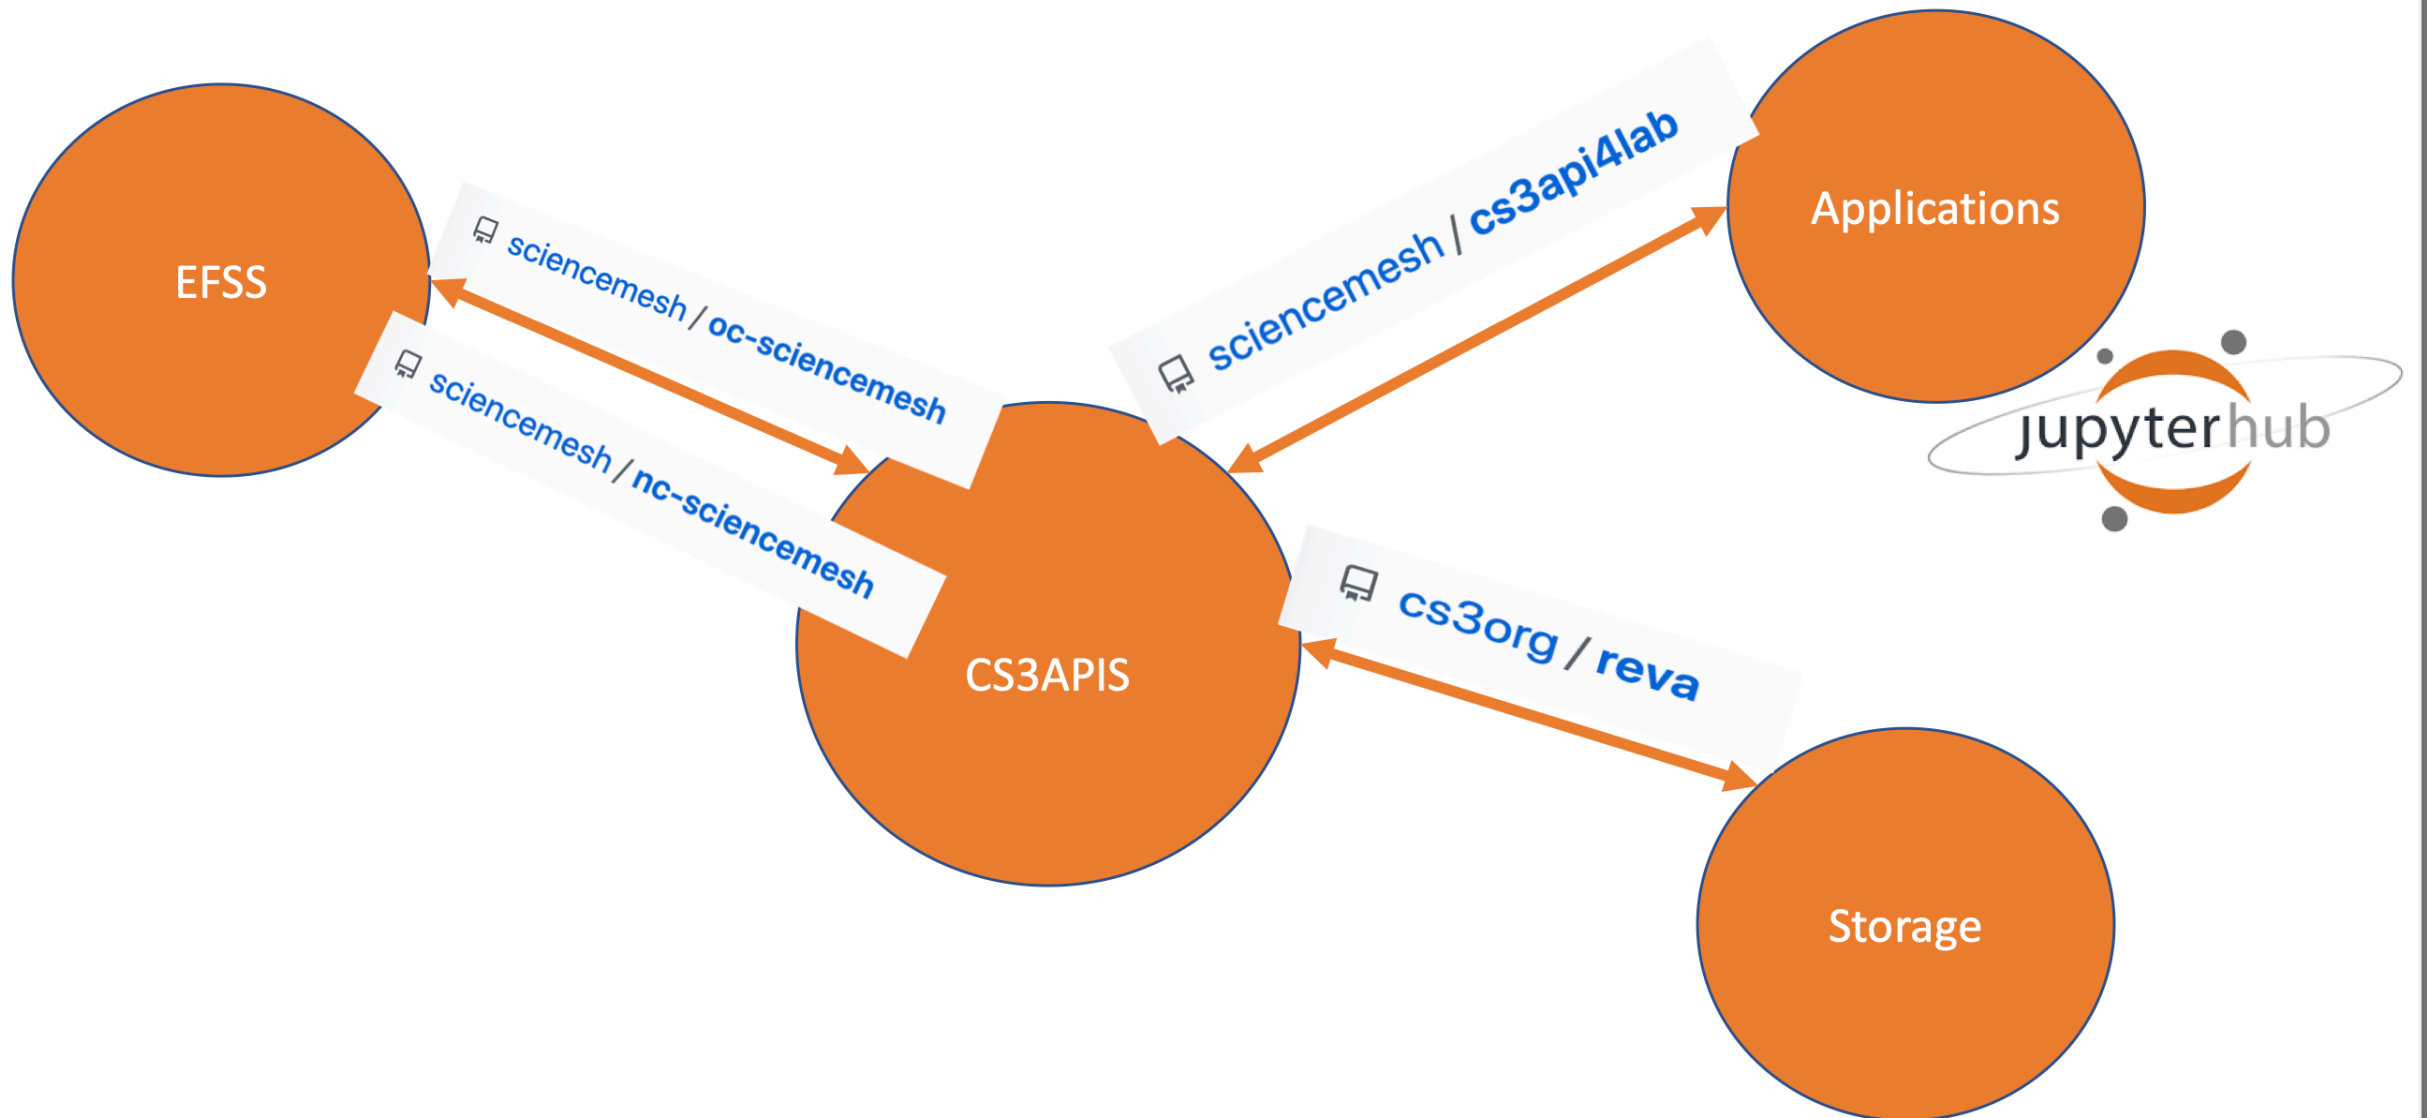 EFSS
sciencemesh / oc-sciencemesh
sciencemesh / nc-sciencemesh
CS3APIS
sciencemesh / cs3api4lab
Applications
jupyterhub
cs3org / reva
Storage